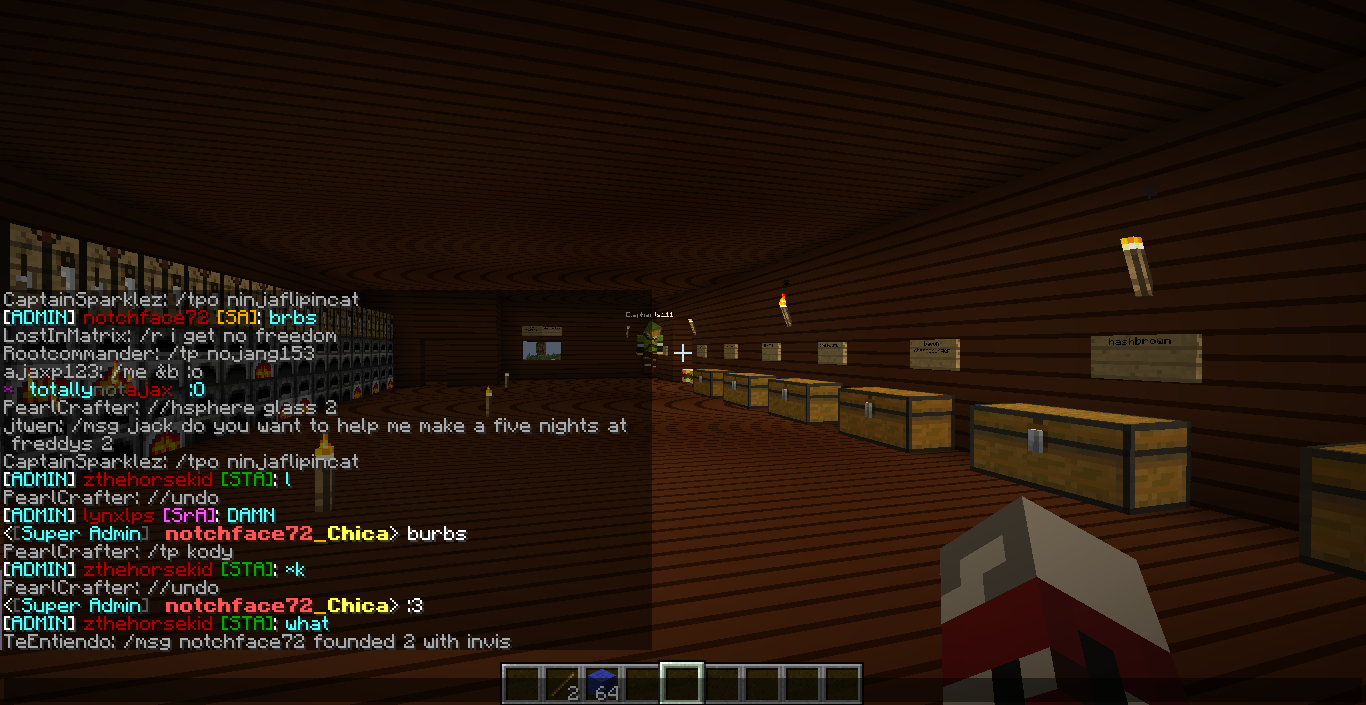 CaptainSparklez: /tpo ninjaflipincat
[ADMIN] notchface72 [SA]: brbs
LostInMatrix: /r i get no freedom
Rootcommander: /tp nojang153
ajaxp123: /me &b :o
* totallynotajax :O
PearlCrafter: //hsphere glass 2
jtwen: /msg jack do you want to help me make a five nights at
freddys 2
CaptainSparklez: /tpo ninjaflipincat
[ADMIN] zthehorsekid [STA]: l
PearlCrafter: //undo
[ADMIN] lynxlps [SrA]: DAMN
<[Super Admin] notchface72_Chica> burbs
PearlCrafter: /tp kody
[ADMIN] zthehorsekid [STA]: *k
PearlCrafter: //undo
<[Super Admin] notchface72_Chica> :3
[ADMIN] zthehorsekid [STA]: what
TeEntiendo: /msg notchface72 founded 2 with invis
hashbrown
2
64